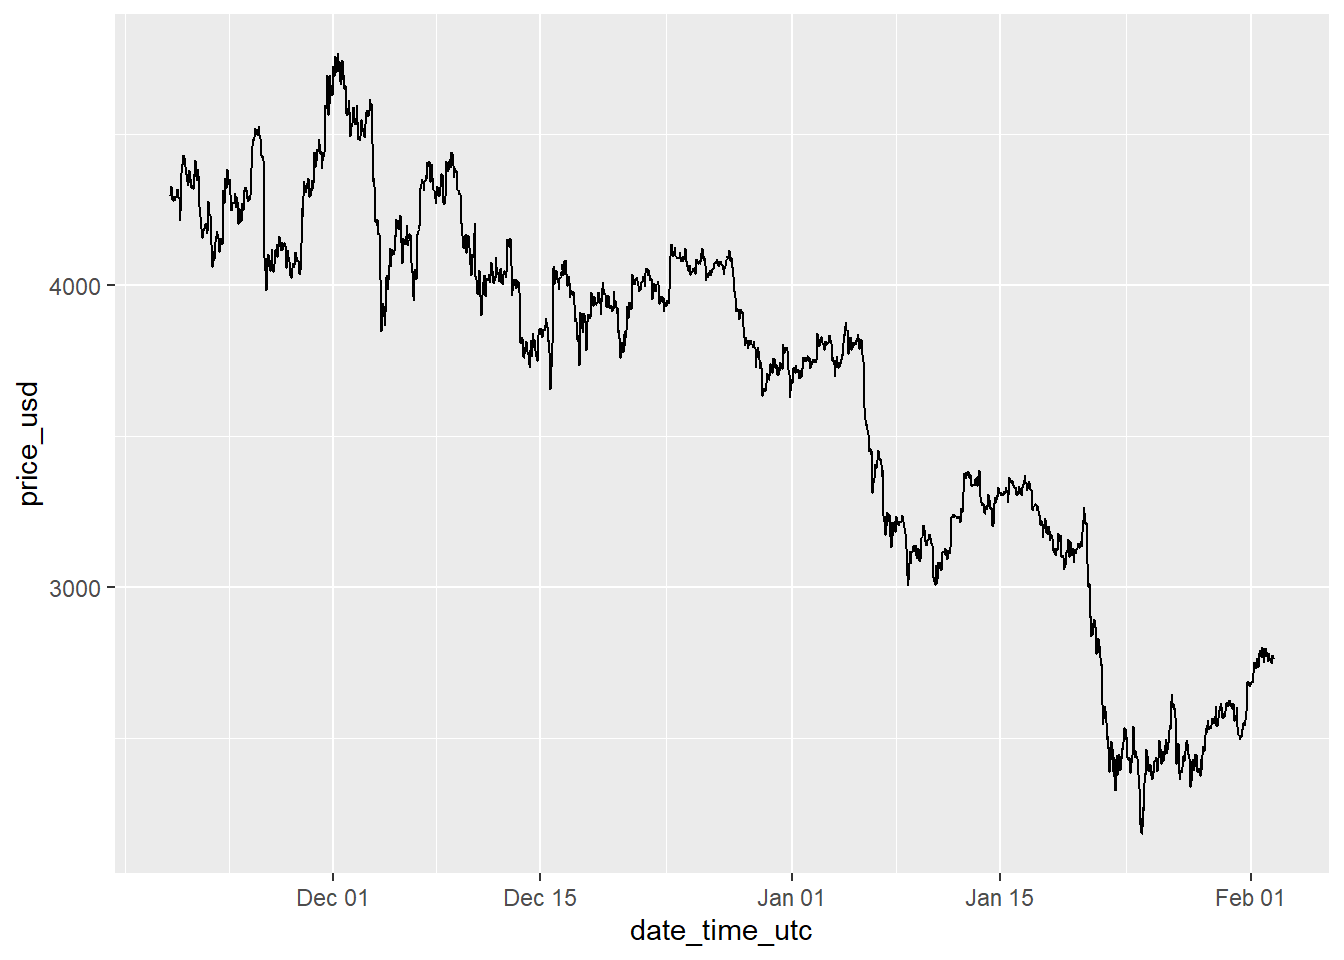 price_usd
4000
3000
Dec 01
Dec 15
Jan 01
Jan 15
Feb 01
date_time_utc